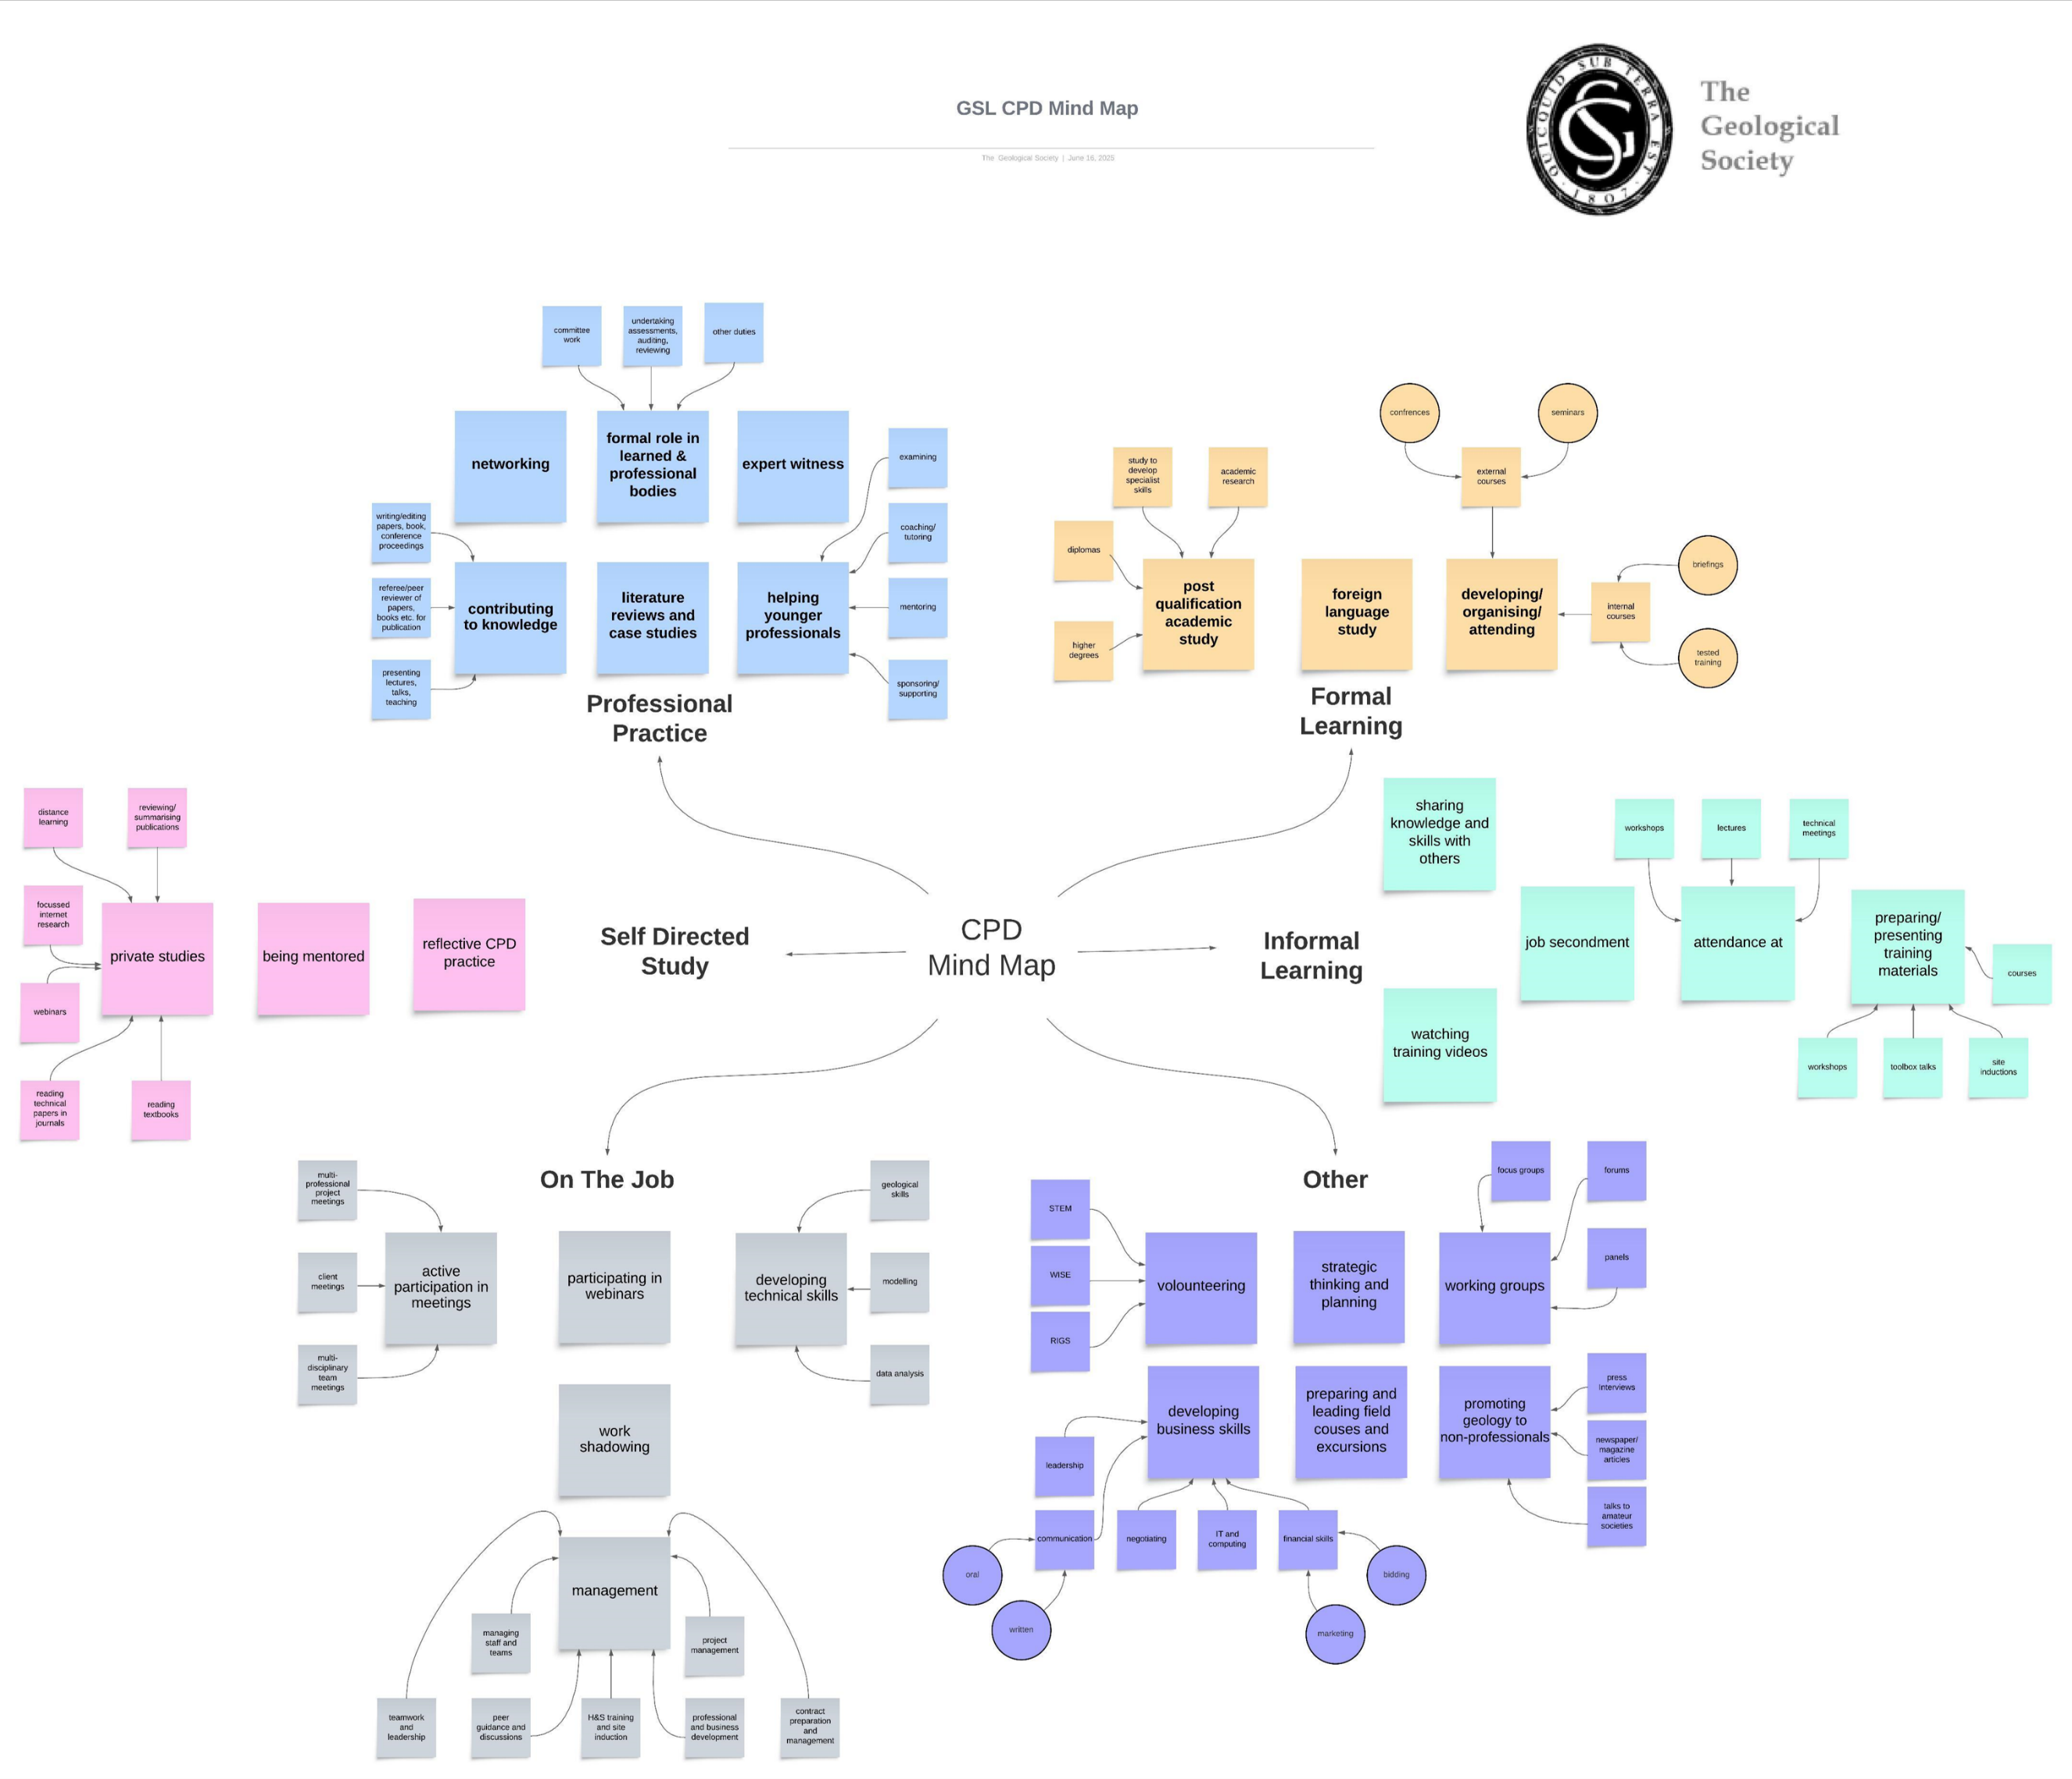 GSL CPD Mind Map
The Geological Society | June 16, 2025
QUICQUID SUB TERRA EST
1807
The
Geological
Society
committee
work
undertaking
assessments,
auditing,
reviewing
other duties
networking
formal role in
learned &
professional
bodies
expert witness
examining
writing/editing
papers, book,
conference
proceedings
coaching/
tutoring
referee/peer
reviewer of
papers,
books etc. for
publication
contributing
to knowledge
literature
reviews and
case studies
helping
younger
professionals
mentoring
presenting
lectures,
talks,
teaching
sponsoring/
supporting
Professional
Practice
confrences
seminars
study to
develop
specialist
skills
academic
research
external
courses
diplomas
higher
degrees
post
qualification
academic
study
foreign
language
study
developing/
organising/
attending
internal
courses
briefings
tested
training
Formal
Learning
distance
learning
reviewing/
summarising
publications
focussed
internet
research
private studies
being mentored
reflective CPD
practice
webinars
reading
technical
papers in
journals
reading
textbooks
Self Directed
Study
CPD
Mind Map
Informal
Learning
sharing
knowledge and
skills with
others
workshops
lectures
technical
meetings
job secondment
attendance at
preparing/
presenting
training
materials
courses
watching
training videos
workshops
toolbox talks
site
inductions
On The Job
multi-
professional
project
meetings
geological
skills
client
meetings
active
participation in
meetings
participating in
webinars
developing
technical skills
modelling
multi-
disciplinary
team
meetings
data analysis
work
shadowing
management
managing
staff and
teams
project
management
teamwork
and
leadership
peer
guidance and
discussions
H&S training
and site
induction
professional
and business
development
contract
preparation
and
management
Other
STEM
WISE
RIGS
volounteering
strategic
thinking and
planning
working groups
focus groups
forums
panels
developing
business skills
preparing and
leading field
couses and
excursions
promoting
geology to
non-professionals
press
interviews
newspaper/
magazine
articles
talks to
amateur
societies
leadership
communication
negotiating
IT and
computing
financial skills
oral
written
bidding
marketing